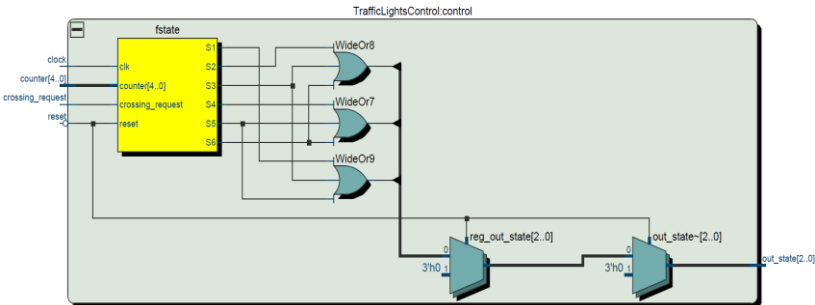 TrafficLightsControl:control
fstate
clock
counter[4..0]
crossing_request
reset
clk
counter[4..0]
crossing_request
reset
S1
S2
S3
S4
S5
S6
WideOr8
WideOr7
WideOr9
reg_out_state[2..0]
0
3'h0 1
out_state~[2..0]
0
3'h0 1
out_state[2..0]